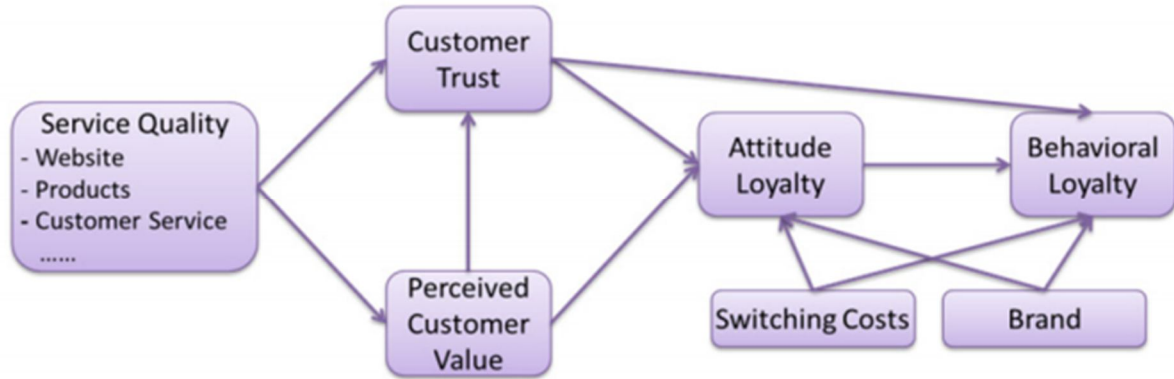 Customer
Trust
Service Quality
- Website
- Products
- Customer Service
......
Attitude
Loyalty
Behavioral
Loyalty
Perceived
Customer
Value
Switching Costs
Brand